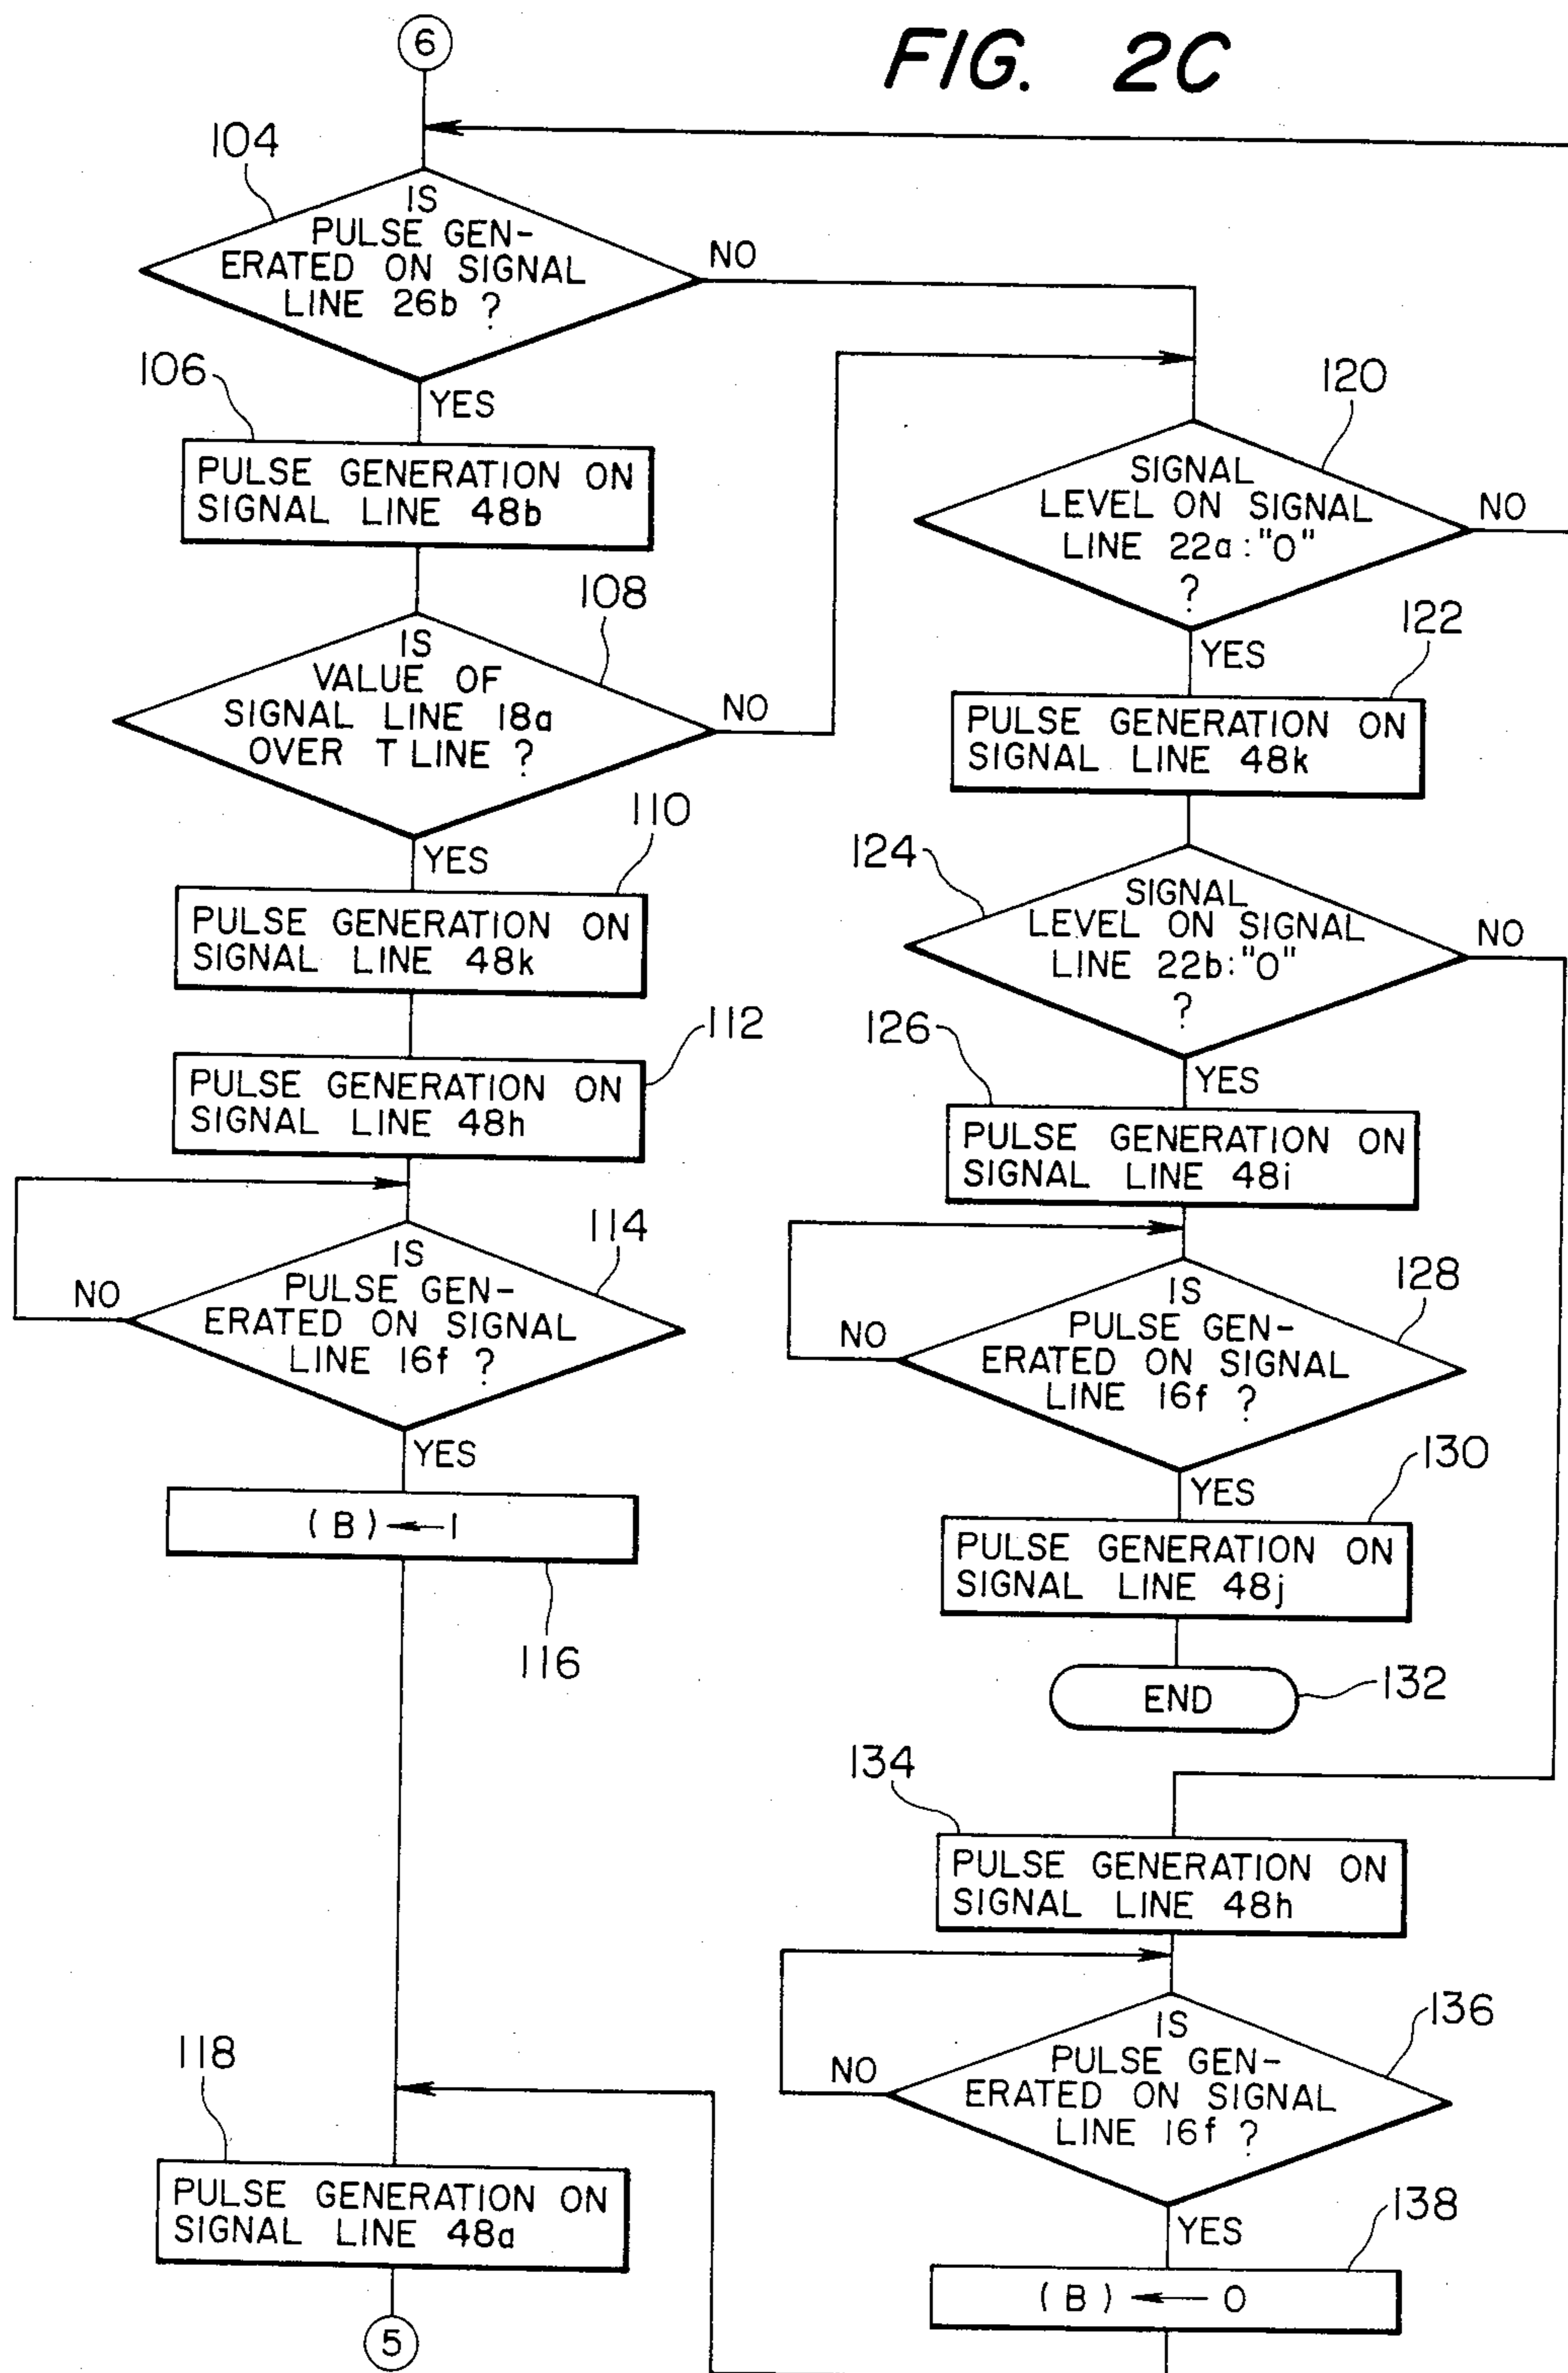 FIG. 2C
6
104
IS
PULSE GEN-
ERATED ON SIGNAL
LINE 26b ?
NO
YES
106
PULSE GENERATION ON
SIGNAL LINE 48b
108
IS
VALUE OF
SIGNAL LINE 18a
OVER T LINE ?
NO
YES
110
PULSE GENERATION ON
SIGNAL LINE 48k
112
PULSE GENERATION ON
SIGNAL LINE 48h
114
IS
PULSE GEN-
ERATED ON SIGNAL
LINE 16f ?
NO
YES
(B)←1
116
118
PULSE GENERATION ON
SIGNAL LINE 48a
5
120
SIGNAL
LEVEL ON SIGNAL
LINE 22a:"0"
?
NO
YES
122
PULSE GENERATION ON
SIGNAL LINE 48k
124
SIGNAL
LEVEL ON SIGNAL
LINE 22b:"0"
?
NO
YES
126
PULSE GENERATION ON
SIGNAL LINE 48i
128
IS
PULSE GEN-
ERATED ON SIGNAL
LINE 16f ?
NO
YES
130
PULSE GENERATION ON
SIGNAL LINE 48j
END
132
134
PULSE GENERATION ON
SIGNAL LINE 48h
136
IS
PULSE GEN-
ERATED ON SIGNAL
LINE 16f ?
NO
YES
138
(B)←0